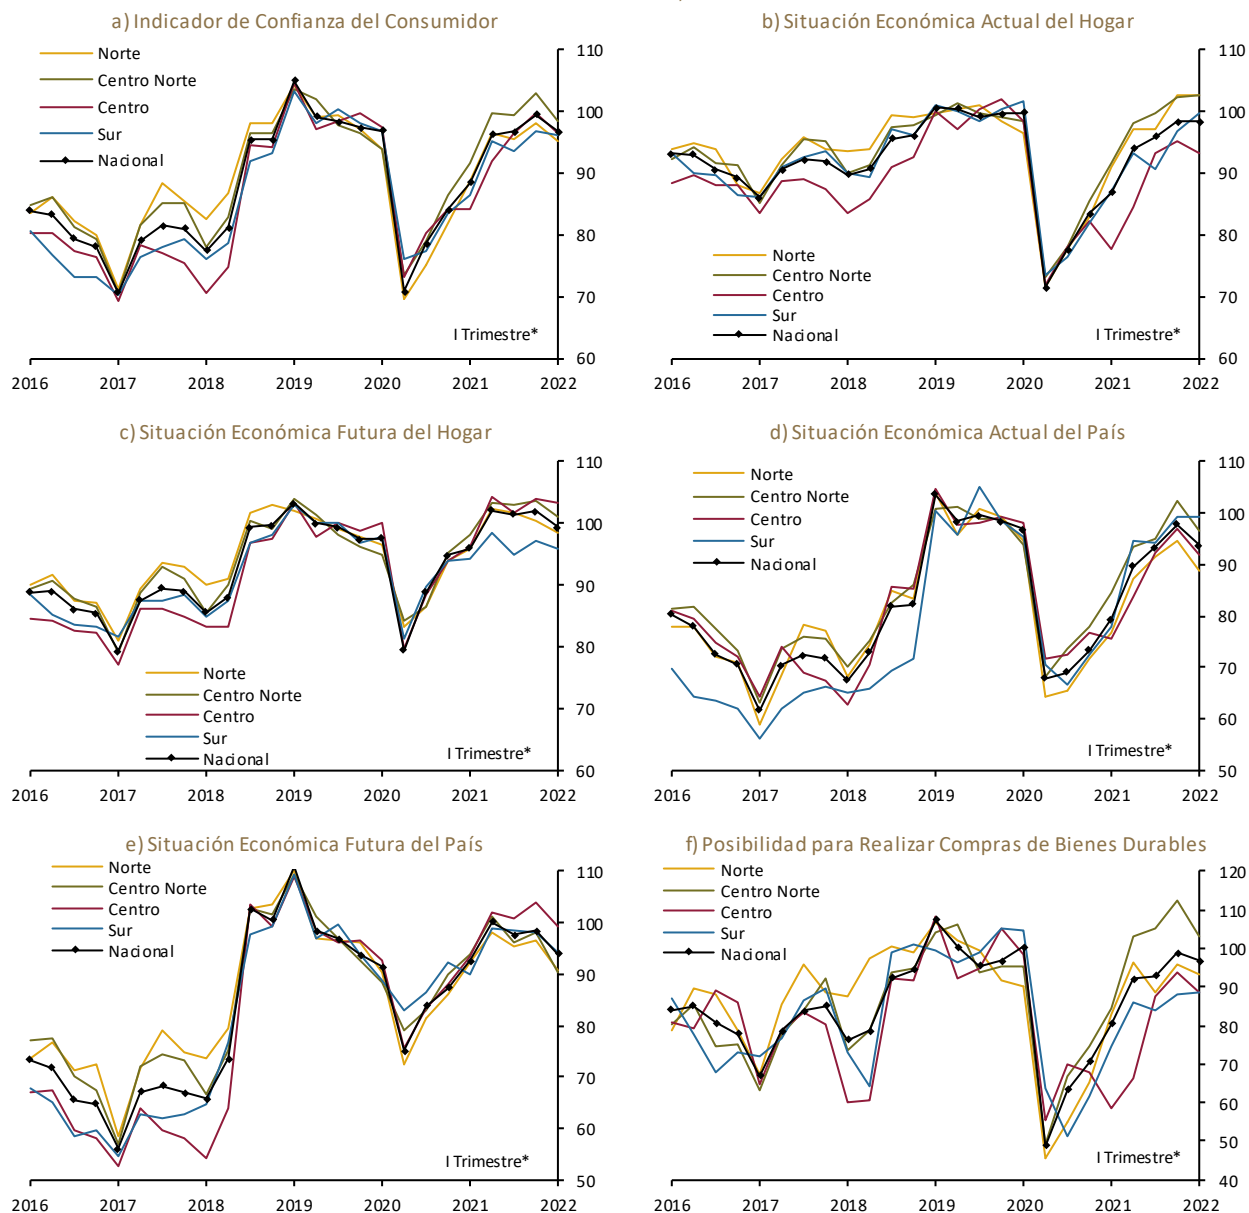 a) Indicador de Confianza del Consumidor
Norte
Centro Norte
Centro
Sur
Nacional
110
100
90
80
70
60
I Trimestre*
2016 2017 2018 2019 2020 2021 2022
b) Situación Económica Actual del Hogar
110
100
90
80
70
60
Norte
Centro Norte
Centro
Sur
Nacional
I Trimestre*
2016 2017 2018 2019 2020 2021 2022
c) Situación Económica Futura del Hogar
110
100
90
80
70
60
Norte
Centro Norte
Centro
Sur
Nacional
I Trimestre*
2016 2017 2018 2019 2020 2021 2022
d) Situación Económica Actual del País
Norte
Centro Norte
Centro
Sur
Nacional
110
100
90
80
70
60
50
I Trimestre*
2016 2017 2018 2019 2020 2021 2022
e) Situación Económica Futura del País
Norte
Centro Norte
Centro
Sur
Nacional
110
100
90
80
70
60
50
I Trimestre*
2016 2017 2018 2019 2020 2021 2022
f) Posibilidad para Realizar Compras de Bienes Durables
Norte
Centro Norte
Centro
Sur
Nacional
120
110
100
90
80
70
60
50
40
I Trimestre*
2016 2017 2018 2019 2020 2021 2022